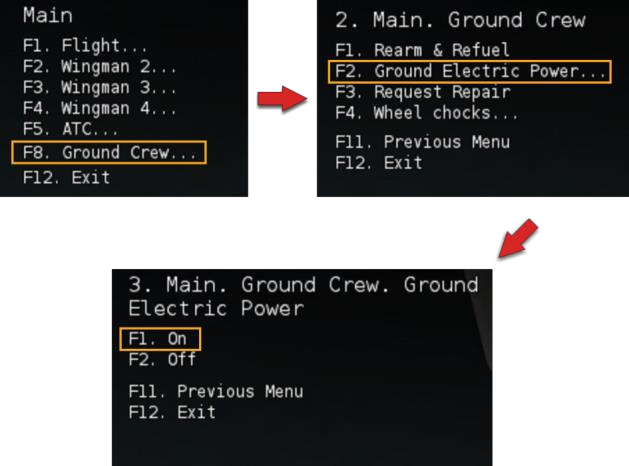 Main
F1. Flight...
F2. Wingman 2...
F3. Wingman 3...
F4. Wingman 4...
F5. ATC...
F8. Ground Crew...
F12. Exit
2. Main. Ground Crew
F1. Rearm & Refuel
F2. Ground Electric Power...
F3. Request Repair
F4. Wheel chocks...
F11. Previous Menu
F12. Exit
3. Main. Ground Crew. Ground
Electric Power
F1. On
F2. Off
F11. Previous Menu
F12. Exit